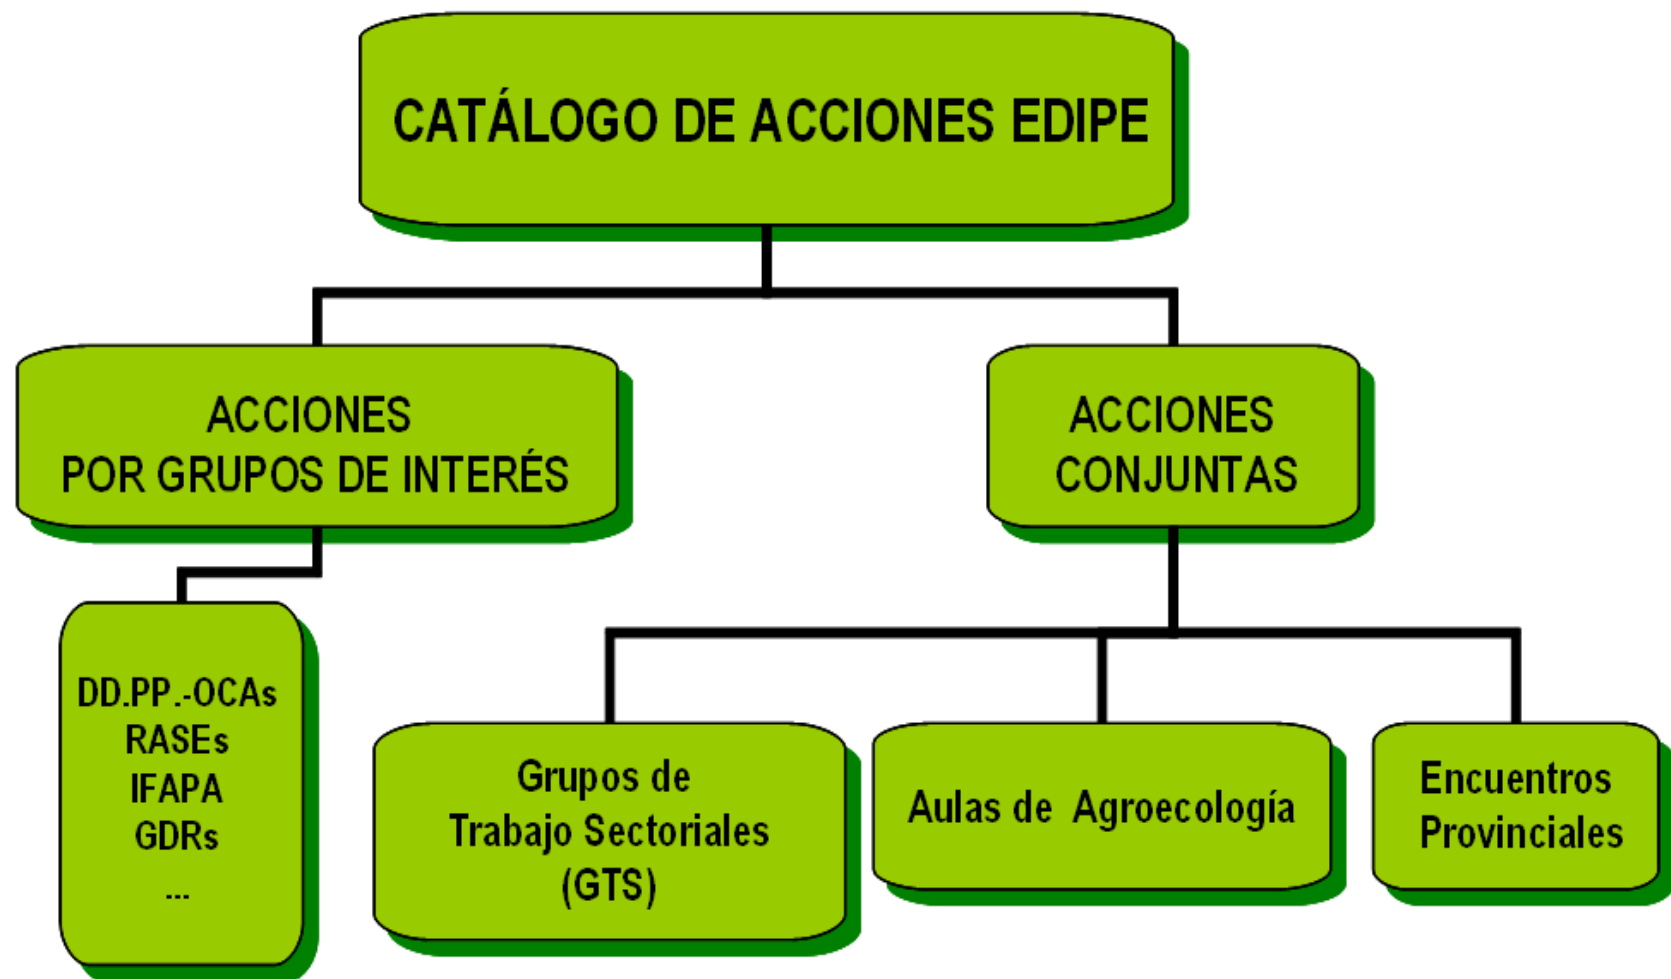 CATÁLOGO DE ACCIONES EDIPE
ACCIONES
POR GRUPOS DE INTERÉS
ACCIONES
CONJUNTAS
DD.PP.-OCAs
RASEs
IFAPA
GDRs
...
Grupos de
Trabajo Sectoriales
(GTS)
Aulas de Agroecología
Encuentros
Provinciales